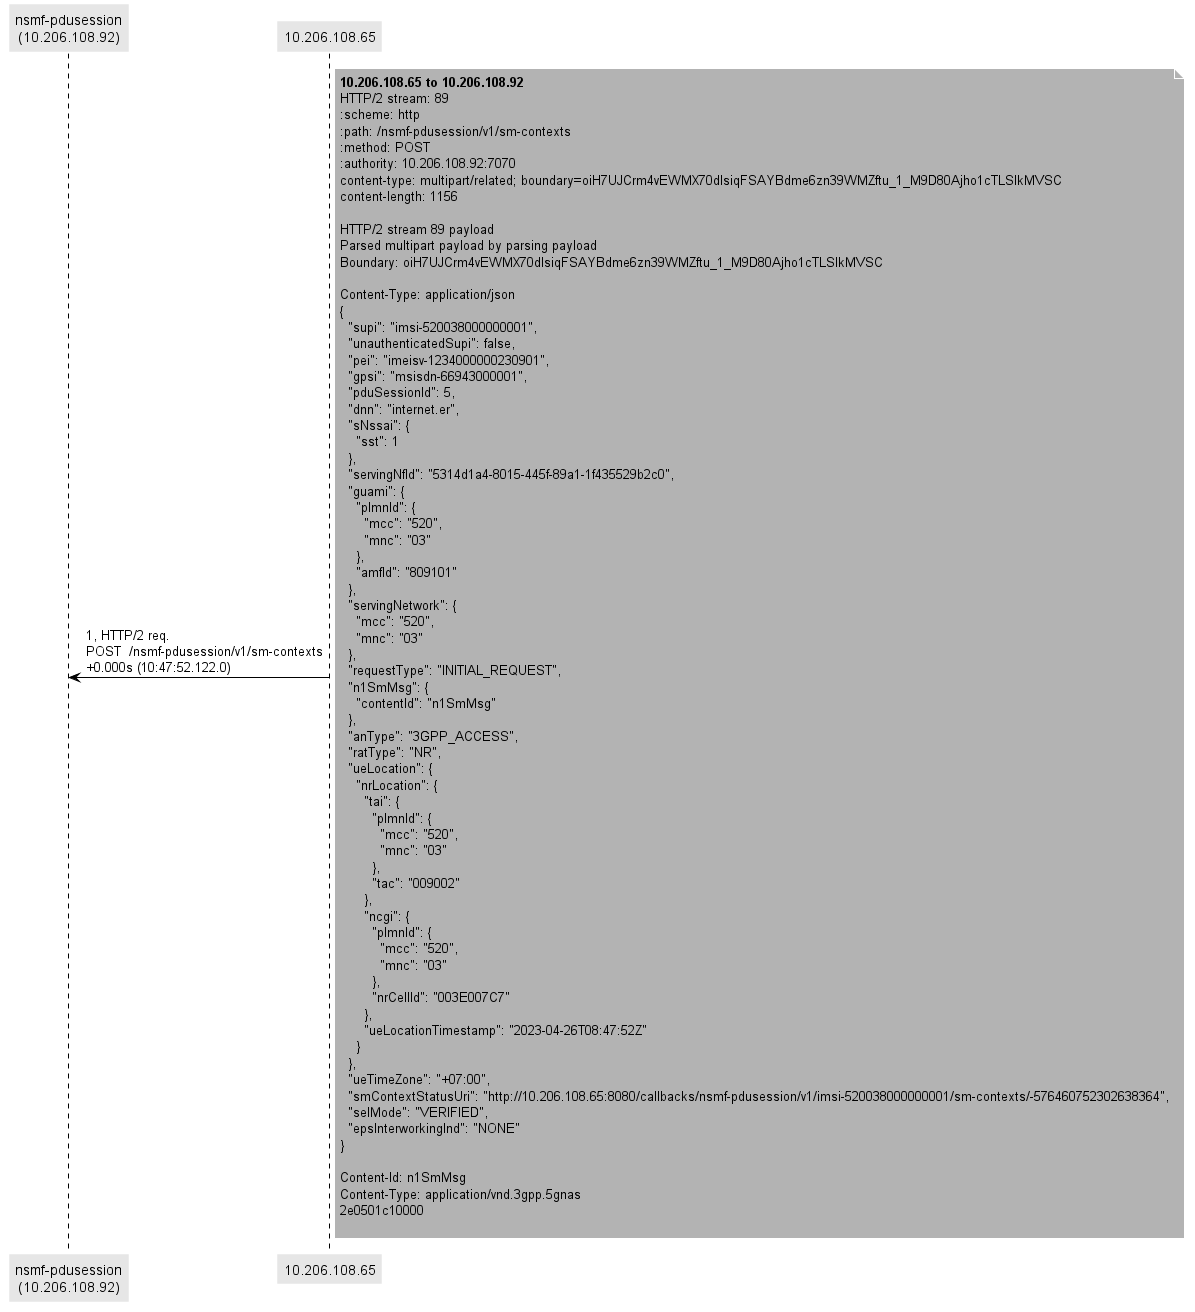 nsmf-pdusession
(10.206.108.92)
10.206.108.65
10.206.108.65 to 10.206.108.92
HTTP/2 stream: 89
:scheme: http
:path: /nsmf-pdusession/v1/sm-contexts
:method: POST
:authority: 10.206.108.92:7070
content-type: multipart/related; boundary=oiH7UJCrm4vEWMX70dIsiqFSAYBdme6zn39WMZftu_1_M9D80Ajho1cTLSIkMVSC
content-length: 1156
HTTP/2 stream 89 payload
Parsed multipart payload by parsing payload
Boundary: oiH7UJCrm4vEWMX70dIsiqFSAYBdme6zn39WMZftu_1_M9D80Ajho1cTLSIkMVSC
Content-Type: application/json
{
"supi": "imsi-520038000000001",
"unauthenticatedSupi": false,
"pei": "imeisv-1234000000230901",
"gpsi": "msisdn-66943000001",
"pduSessionId": 5,
"dnn": "internet.er",
"sNssai": {
"sst": 1
},
"servingNfId": "5314d1a4-8015-445f-89a1-1f435529b2c0",
"guami": {
"plmnId": {
"mcc": "520",
"mnc": "03"
},
"amfId": "809101"
},
"servingNetwork": {
"mcc": "520",
"mnc": "03"
},
"requestType": "INITIAL_REQUEST",
"n1SmMsg": {
"contentId": "n1SmMsg"
},
"anType": "3GPP_ACCESS",
"ratType": "NR",
"ueLocation": {
"nrLocation": {
"tai": {
"plmnId": {
"mcc": "520",
"mnc": "03"
},
"tac": "009002"
},
"ncgi": {
"plmnId": {
"mcc": "520",
"mnc": "03"
},
"nrCellId": "003E007C7"
},
"ueLocationTimestamp": "2023-04-26T08:47:52Z"
}
},
"ueTimeZone": "+07:00",
"smContextStatusUri": "http://10.206.108.65:8080/callbacks/nsmf-pdusession/v1/imsi-520038000000001/sm-contexts/-576460752302638364",
"selMode": "VERIFIED",
"epsInterworkingInd": "NONE"
}
Content-Id: n1SmMsg
Content-Type: application/vnd.3gpp.5gnas
2e0501c10000
1, HTTP/2 req.
POST /nsmf-pdusession/v1/sm-contexts
+0.000s (10:47:52.122.0)
nsmf-pdusession
(10.206.108.92)
10.206.108.65